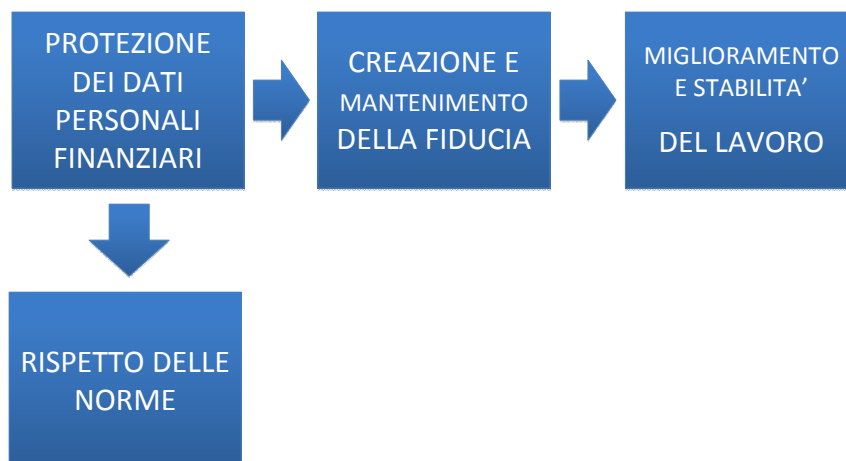 PROTEZIONE
DEI DATI
PERSONALI
FINANZIARI
CREAZIONE E
MANTENIMENTO
DELLA FIDUCIA
MIGLIORAMENTO
E STABILITA’
DEL LAVORO
RISPETTO DELLE
NORME